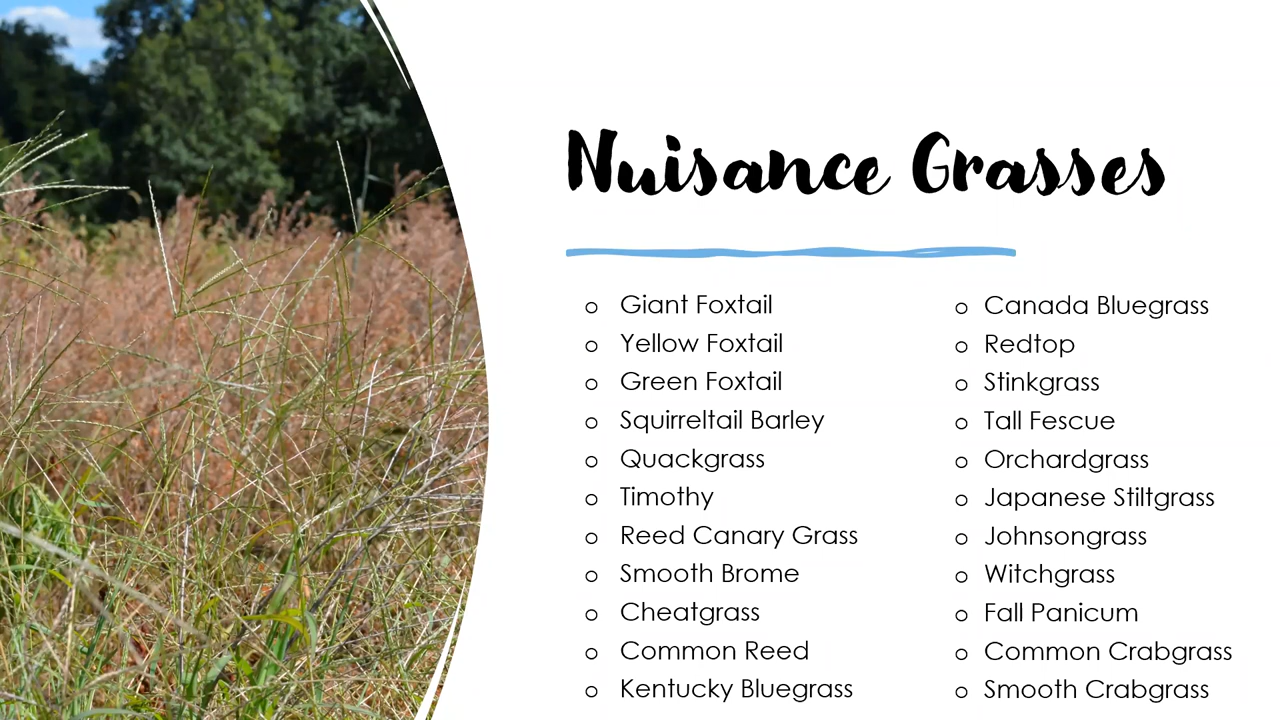 Nuisance Grasses
Giant Foxtail
Yellow Foxtail
Green Foxtail
Squirreltail Barley
Quackgrass
Timothy
Reed Canary Grass
Smooth Brome
Cheatgrass
Common Reed
Kentucky Bluegrass
Canada Bluegrass
Redtop
Stinkgrass
Tall Fescue
Orchardgrass
Japanese Stiltgrass
Johnsongrass
Witchgrass
Fall Panicum
Common Crabgrass
Smooth Crabgrass